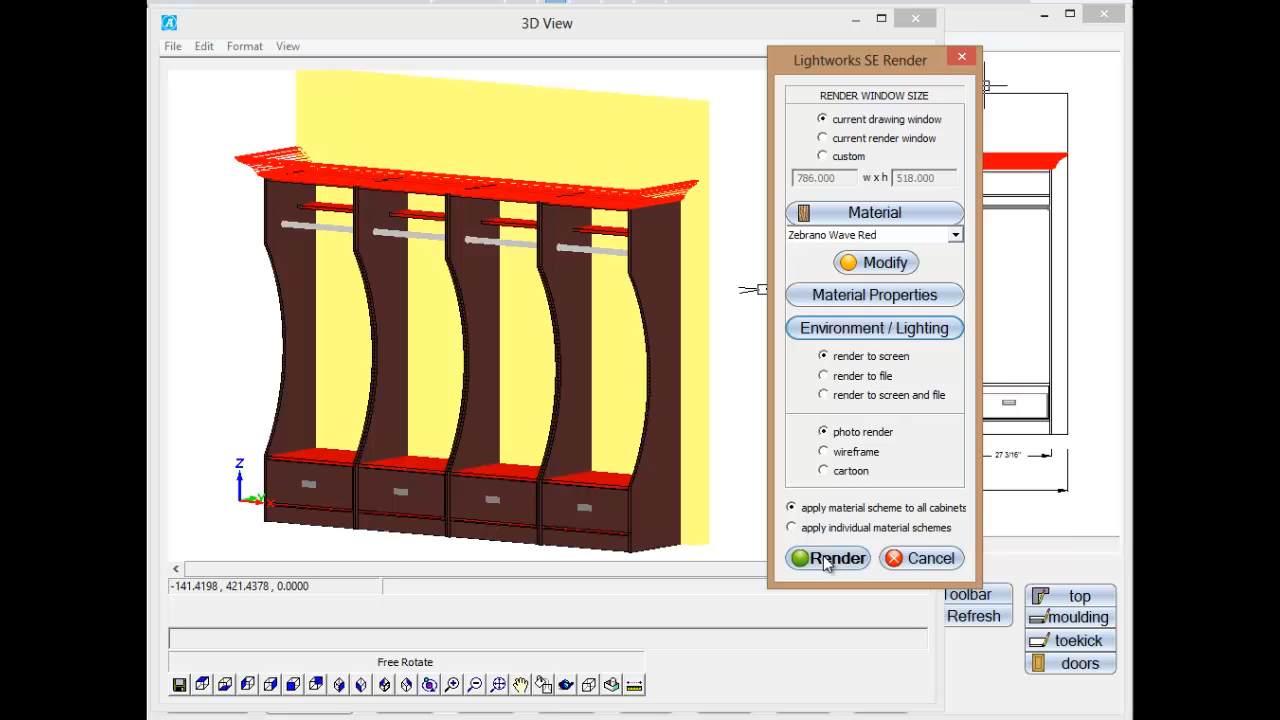 3D View
File Edit Format View
Lightworks SE Render
RENDER WINDOW SIZE
current drawing window
current render window
custom
786.000 w x h 518.000
Material
Zebrano Wave Red
Modify
Material Properties
Environment / Lighting
render to screen
render to file
render to screen and file
photo render
wireframe
cartoon
apply material scheme to all cabinets
apply individual material schemes
Render Cancel
Z
Y
X
27 3/16"
-141.4198 , 421.4378 , 0.0000
Free Rotate
Toolbar
Refresh
top
moulding
toekick
doors